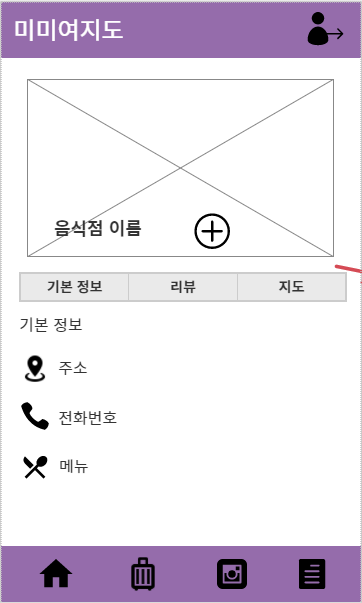 미미여지도
음식점 이름
기본 정보 리뷰 지도
기본 정보
주소
전화번호
메뉴